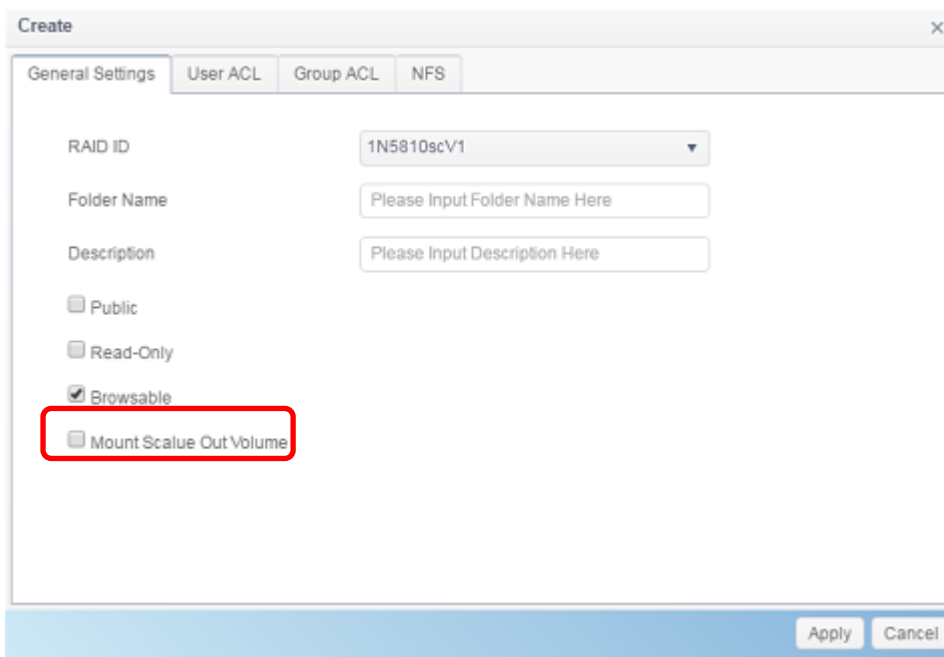 Create
×
General Settings User ACL Group ACL NFS
RAID ID 1N5810scV1
Folder Name Please Input Folder Name Here
Description Please Input Description Here
Public
Read-Only
Browsable
Mount Scalue Out Volume
Apply Cancel